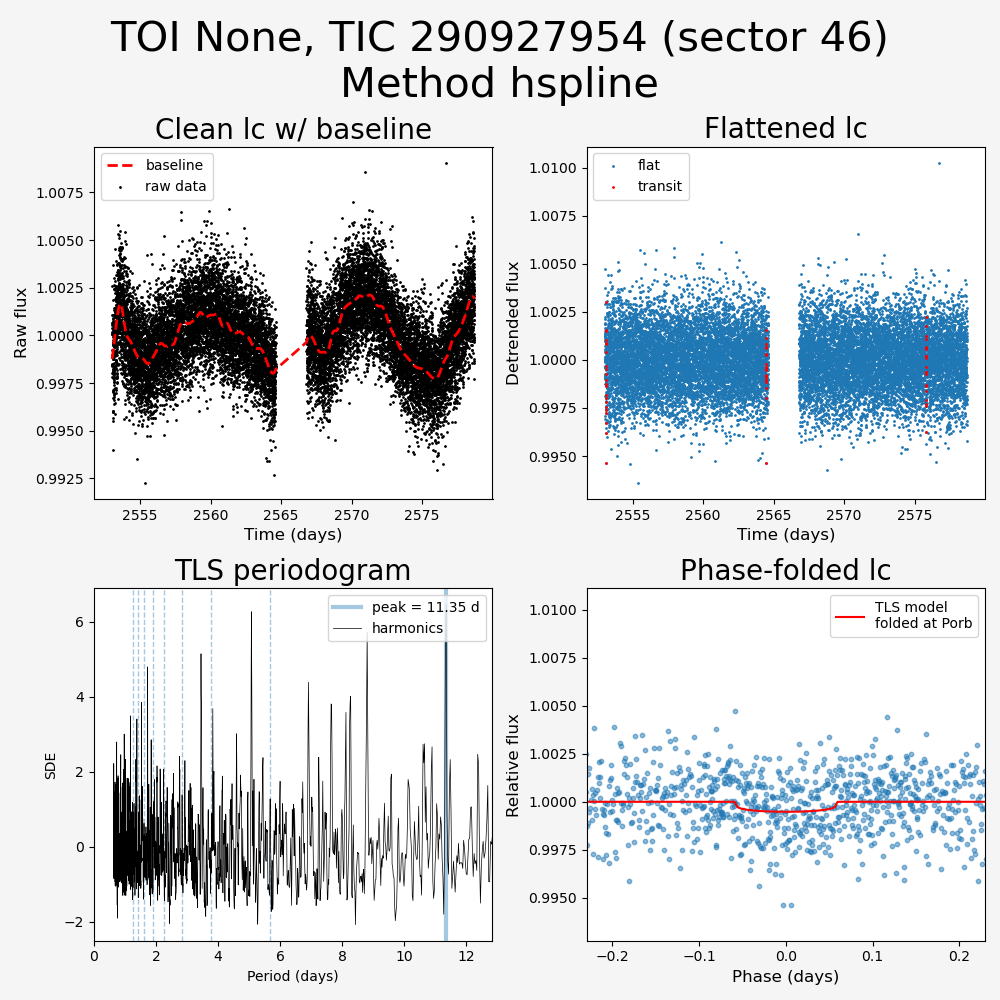 TOI None, TIC 290927954 (sector 46)
Method hspline
Clean lc w/ baseline
baseline
raw data
1.0075
1.0050
1.0025
1.0000
0.9975
0.9950
0.9925
Raw flux
2555
2560
2565
2570
2575
Time (days)
Flattened lc
flat
transit
1.0100
1.0075
1.0050
1.0025
1.0000
0.9975
0.9950
Detrended flux
2555
2560
2565
2570
2575
Time (days)
TLS periodogram
peak = 11.35 d
harmonics
6
4
2
0
−2
SDE
0
2
4
6
8
10
12
Period (days)
Phase-folded lc
TLS model
folded at Porb
1.0100
1.0075
1.0050
1.0025
1.0000
0.9975
0.9950
Relative flux
−0.2
−0.1
0.0
0.1
0.2
Phase (days)